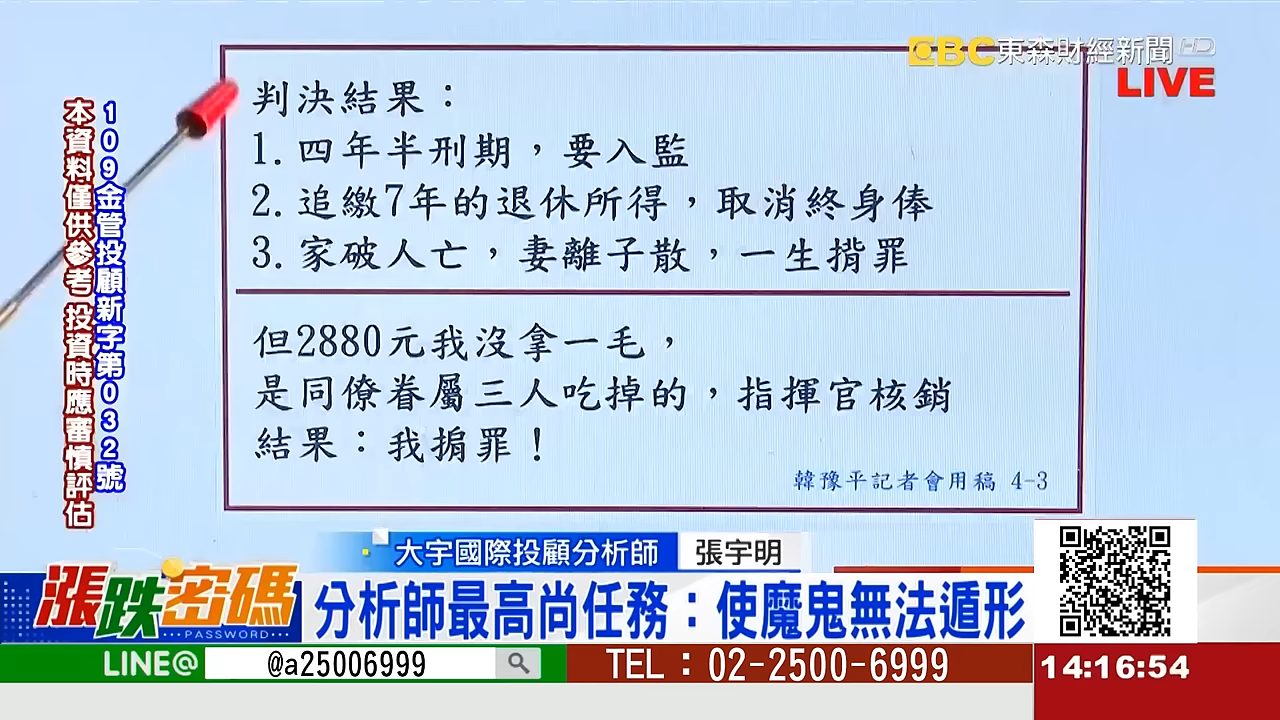 EBC 東森財經新聞 HD
LIVE
109金管投顧新字第032號
本資料僅供參考 投資時應審慎評估
判決結果：
1. 四年半刑期，要入監
2. 追繳7年的退休所得，取消終身俸
3. 家破人亡，妻離子散，一生揹罪
但2880元我沒拿一毛，
是同僚眷屬三人吃掉的，指揮官核銷
結果：我掮罪！
韓豫平記者會用稿 4-3
大宇國際投顧分析師 張宇明
漲跌密碼
PASSWORD
分析師最高尚任務：使魔鬼無法遁形
LINE@ @a25006999 TEL：02-2500-6999 14:16:54